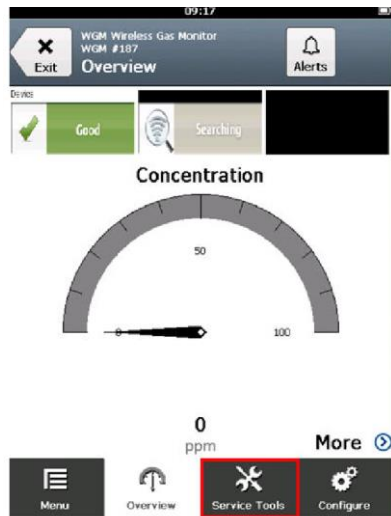 09:17
WGM Wireless Gas Monitor
WGM #187
Exit
Overview
Alerts
Device
Good
Searching
Concentration
50
0
100
0
ppm
More
Menu
Overview
Service Tools
Configure